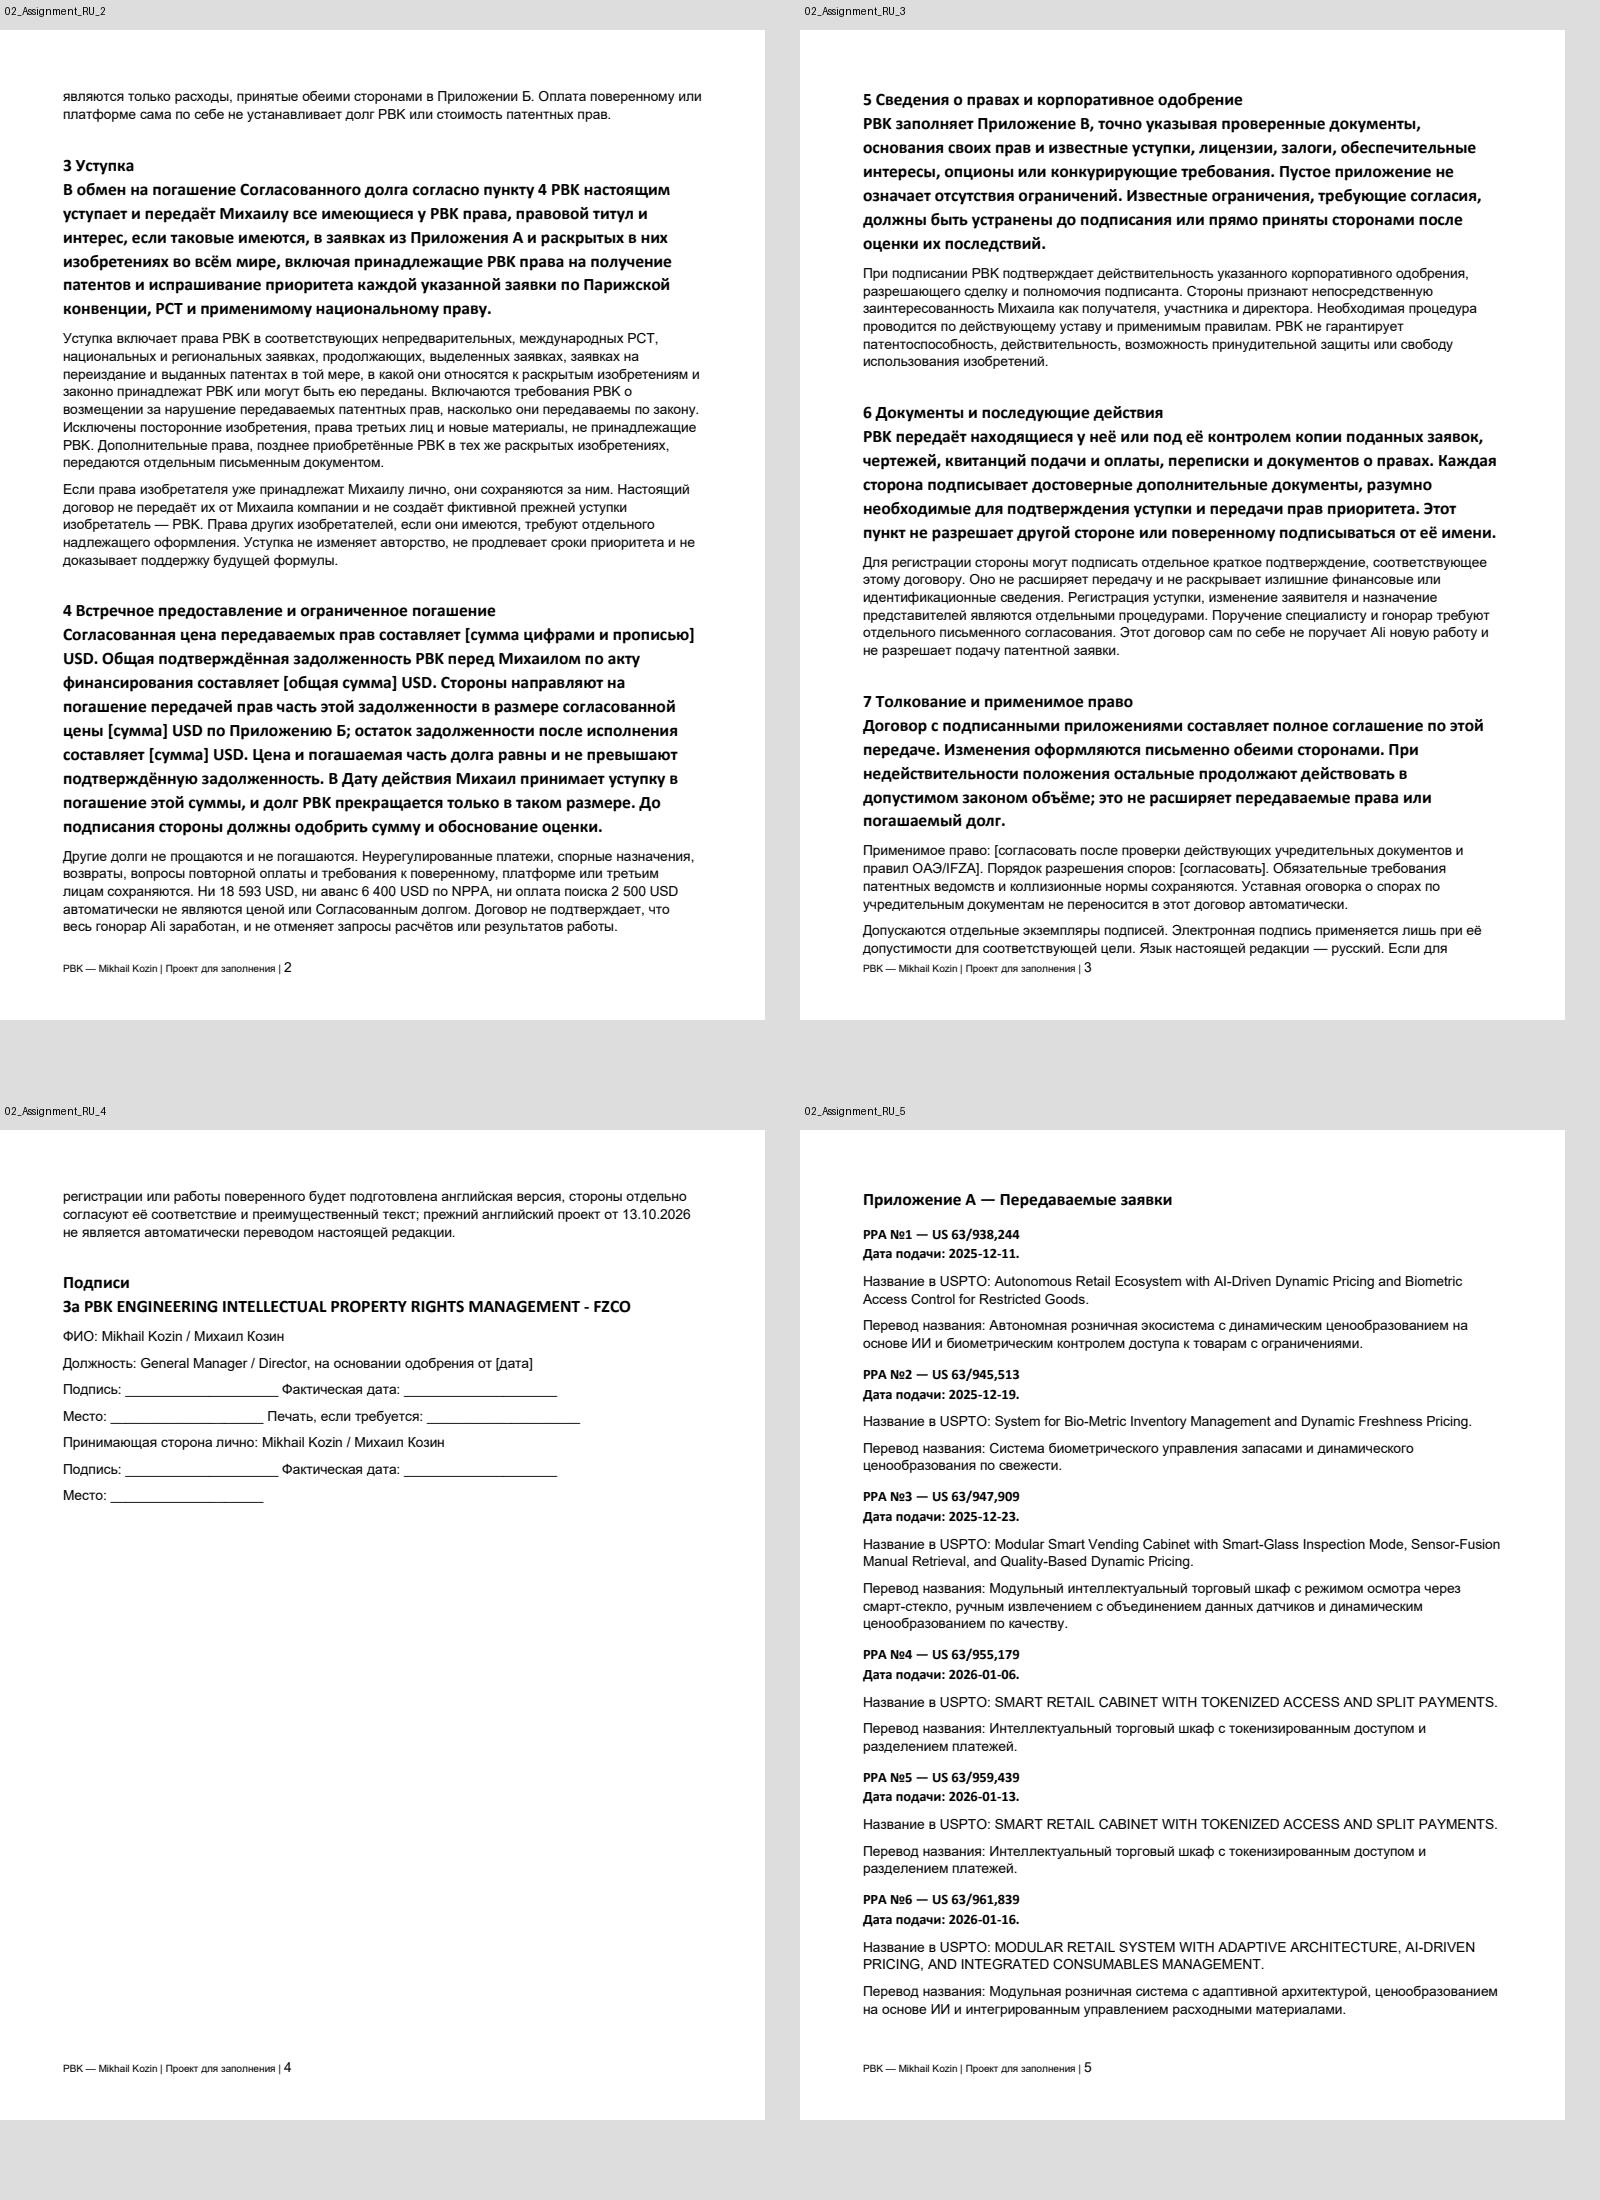 02_Assignment_RU_2
являются только расходы, принятые обеими сторонами в Приложении Б. Оплата поверенному или
платформе сама по себе не устанавливает долг PBK или стоимость патентных прав.
3 Уступка
В обмен на погашение Согласованного долга согласно пункту 4 PBK настоящим
уступает и передаёт Михаилу все имеющиеся у PBK права, правовой титул и
интерес, если таковые имеются, в заявках из Приложения А и раскрытых в них
изобретениях во всём мире, включая принадлежащие PBK права на получение
патентов и испрашивание приоритета каждой указанной заявки по Парижской
конвенции, PCT и применимому национальному праву.
Уступка включает права PBK в соответствующих непредварительных, международных PCT,
национальных и региональных заявках, продолжающих, выделенных заявках, заявках на
переиздание и выданных патентах в той мере, в какой они относятся к раскрытым изобретениям и
законно принадлежат PBK или могут быть ею переданы. Включаются требования PBK о
возмещении за нарушение передаваемых патентных прав, насколько они передаваемы по закону.
Исключены посторонние изобретения, права третьих лиц и новые материалы, не принадлежащие
PBK. Дополнительные права, позднее приобретённые PBK в тех же раскрытых изобретениях,
передаются отдельным письменным документом.
Если права изобретателя уже принадлежат Михаилу лично, они сохраняются за ним. Настоящий
договор не передаёт их от Михаила компании и не создаёт фиктивной прежней уступки
изобретатель — PBK. Права других изобретателей, если они имеются, требуют отдельного
надлежащего оформления. Уступка не изменяет авторство, не продлевает сроки приоритета и не
доказывает поддержку будущей формулы.
4 Встречное предоставление и ограниченное погашение
Согласованная цена передаваемых прав составляет [сумма цифрами и прописью]
USD. Общая подтверждённая задолженность PBK перед Михаилом по акту
финансирования составляет [общая сумма] USD. Стороны направляют на
погашение передачей прав часть этой задолженности в размере согласованной
цены [сумма] USD по Приложению Б; остаток задолженности после исполнения
составляет [сумма] USD. Цена и погашаемая часть долга равны и не превышают
подтверждённую задолженность. В Дату действия Михаил принимает уступку в
погашение этой суммы, и долг PBK прекращается только в таком размере. До
подписания стороны должны одобрить сумму и обоснование оценки.
Другие долги не прощаются и не погашаются. Неурегулированные платежи, спорные назначения,
возвраты, вопросы повторной оплаты и требования к поверенному, платформе или третьим
лицам сохраняются. Ни 18 593 USD, ни аванс 6 400 USD по NPPA, ни оплата поиска 2 500 USD
автоматически не являются ценой или Согласованным долгом. Договор не подтверждает, что
весь гонорар Ali заработан, и не отменяет запросы расчётов или результатов работы.
PBK — Mikhail Kozin | Проект для заполнения | 2
02_Assignment_RU_3
5 Сведения о правах и корпоративное одобрение
PBK заполняет Приложение В, точно указывая проверенные документы,
основания своих прав и известные уступки, лицензии, залоги, обеспечительные
интересы, опционы или конкурирующие требования. Пустое приложение не
означает отсутствия ограничений. Известные ограничения, требующие согласия,
должны быть устранены до подписания или прямо приняты сторонами после
оценки их последствий.
При подписании PBK подтверждает действительность указанного корпоративного одобрения,
разрешающего сделку и полномочия подписанта. Стороны признают непосредственную
заинтересованность Михаила как получателя, участника и директора. Необходимая процедура
проводится по действующему уставу и применимым правилам. PBK не гарантирует
патентоспособность, действительность, возможность принудительной защиты или свободу
использования изобретений.
6 Документы и последующие действия
PBK передаёт находящиеся у неё или под её контролем копии поданных заявок,
чертежей, квитанций подачи и оплаты, переписки и документов о правах. Каждая
сторона подписывает достоверные дополнительные документы, разумно
необходимые для подтверждения уступки и передачи прав приоритета. Этот
пункт не разрешает другой стороне или поверенному подписываться от её имени.
Для регистрации стороны могут подписать отдельное краткое подтверждение, соответствующее
этому договору. Оно не расширяет передачу и не раскрывает излишние финансовые или
идентификационные сведения. Регистрация уступки, изменение заявителя и назначение
представителей являются отдельными процедурами. Поручение специалисту и гонорар требуют
отдельного письменного согласования. Этот договор сам по себе не поручает Ali новую работу и
не разрешает подачу патентной заявки.
7 Толкование и применимое право
Договор с подписанными приложениями составляет полное соглашение по этой
передаче. Изменения оформляются письменно обеими сторонами. При
недействительности положения остальные продолжают действовать в
допустимом законом объёме; это не расширяет передаваемые права или
погашаемый долг.
Применимое право: [согласовать после проверки действующих учредительных документов и
правил ОАЭ/IFZA]. Порядок разрешения споров: [согласовать]. Обязательные требования
патентных ведомств и коллизионные нормы сохраняются. Уставная оговорка о спорах по
учредительным документам не переносится в этот договор автоматически.
Допускаются отдельные экземпляры подписей. Электронная подпись применяется лишь при её
допустимости для соответствующей цели. Язык настоящей редакции — русский. Если для
PBK — Mikhail Kozin | Проект для заполнения | 3
02_Assignment_RU_4
регистрации или работы поверенного будет подготовлена английская версия, стороны отдельно
согласуют её соответствие и преимущественный текст; прежний английский проект от 13.10.2026
не является автоматически переводом настоящей редакции.
Подписи
За PBK ENGINEERING INTELLECTUAL PROPERTY RIGHTS MANAGEMENT - FZCO
ФИО: Mikhail Kozin / Михаил Козин
Должность: General Manager / Director, на основании одобрения от [дата]
Подпись: ____________________ Фактическая дата: ____________________
Место: ____________________ Печать, если требуется: ____________________
Принимающая сторона лично: Mikhail Kozin / Михаил Козин
Подпись: ____________________ Фактическая дата: ____________________
Место: ____________________
PBK — Mikhail Kozin | Проект для заполнения | 4
02_Assignment_RU_5
Приложение А — Передаваемые заявки
PPA №1 — US 63/938,244
Дата подачи: 2025-12-11.
Название в USPTO: Autonomous Retail Ecosystem with AI-Driven Dynamic Pricing and Biometric
Access Control for Restricted Goods.
Перевод названия: Автономная розничная экосистема с динамическим ценообразованием на
основе ИИ и биометрическим контролем доступа к товарам с ограничениями.
PPA №2 — US 63/945,513
Дата подачи: 2025-12-19.
Название в USPTO: System for Bio-Metric Inventory Management and Dynamic Freshness Pricing.
Перевод названия: Система биометрического управления запасами и динамического
ценообразования по свежести.
PPA №3 — US 63/947,909
Дата подачи: 2025-12-23.
Название в USPTO: Modular Smart Vending Cabinet with Smart-Glass Inspection Mode, Sensor-Fusion
Manual Retrieval, and Quality-Based Dynamic Pricing.
Перевод названия: Модульный интеллектуальный торговый шкаф с режимом осмотра через
смарт-стекло, ручным извлечением с объединением данных датчиков и динамическим
ценообразованием по качеству.
PPA №4 — US 63/955,179
Дата подачи: 2026-01-06.
Название в USPTO: SMART RETAIL CABINET WITH TOKENIZED ACCESS AND SPLIT PAYMENTS.
Перевод названия: Интеллектуальный торговый шкаф с токенизированным доступом и
разделением платежей.
PPA №5 — US 63/959,439
Дата подачи: 2026-01-13.
Название в USPTO: SMART RETAIL CABINET WITH TOKENIZED ACCESS AND SPLIT PAYMENTS.
Перевод названия: Интеллектуальный торговый шкаф с токенизированным доступом и
разделением платежей.
PPA №6 — US 63/961,839
Дата подачи: 2026-01-16.
Название в USPTO: MODULAR RETAIL SYSTEM WITH ADAPTIVE ARCHITECTURE, AI-DRIVEN
PRICING, AND INTEGRATED CONSUMABLES MANAGEMENT.
Перевод названия: Модульная розничная система с адаптивной архитектурой, ценообразованием
на основе ИИ и интегрированным управлением расходными материалами.
PBK — Mikhail Kozin | Проект для заполнения | 5